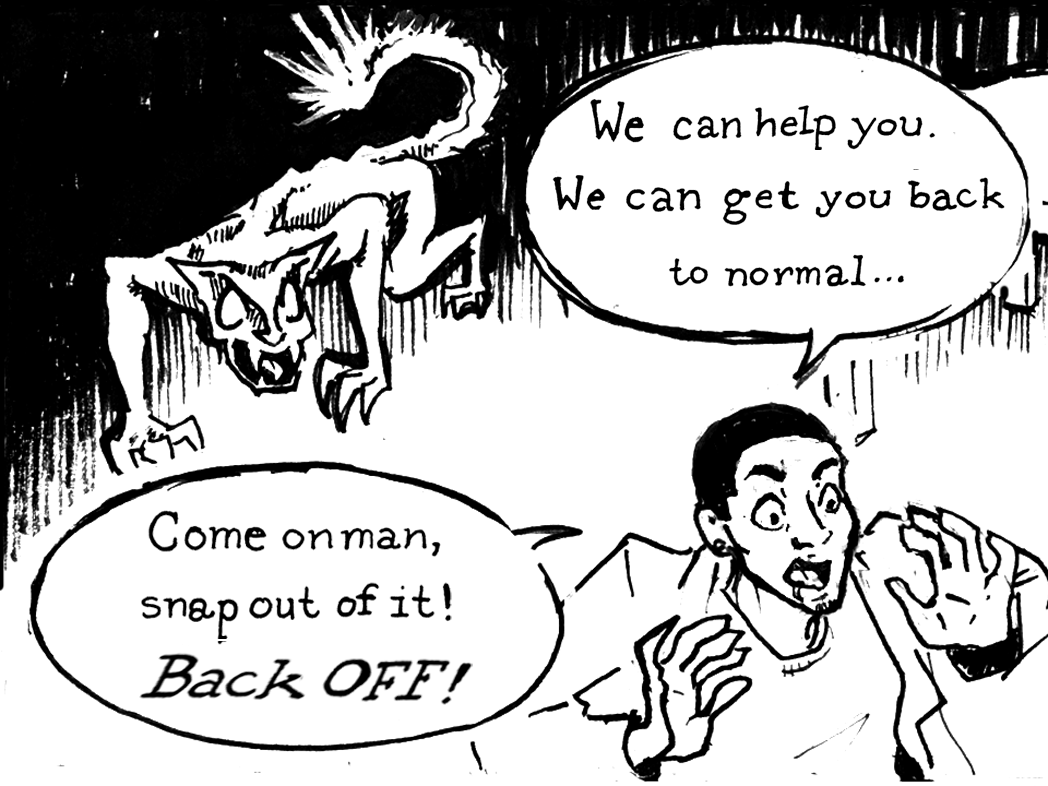 We can help you.
We can get you back
to normal...
Come on man,
snap out of it!
Back OFF!